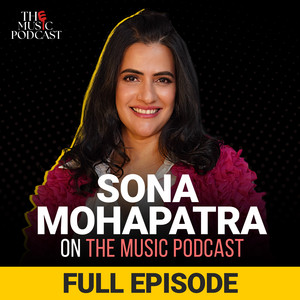 THE
MUSIC
PODCAST
SONA
MOHAPATRA
ON THE MUSIC PODCAST
FULL EPISODE